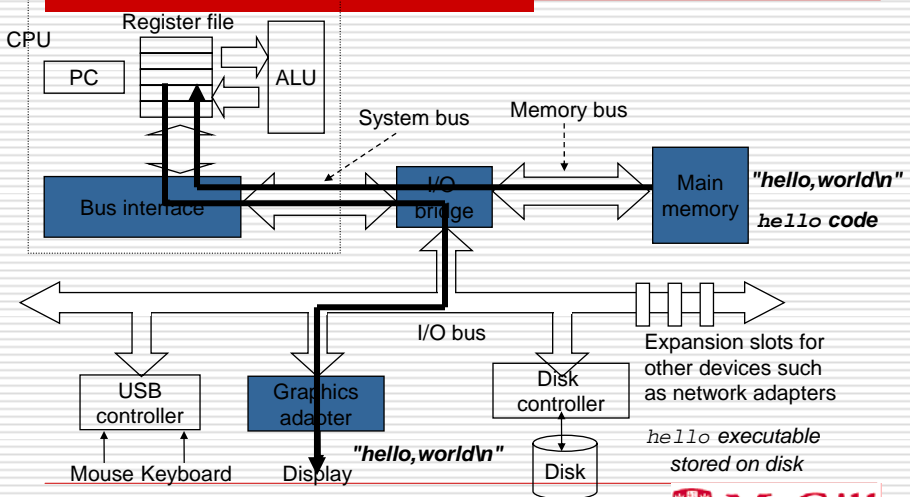 Register file
CPU
PC
ALU
System bus
Memory bus
Bus interface
I/O
bridge
Main
memory
"hello,world\n"
hello code
I/O bus
Expansion slots for
other devices such
as network adapters
USB
controller
Graphics
adapter
Disk
controller
Mouse Keyboard
Display
"hello,world\n"
Disk
hello executable
stored on disk